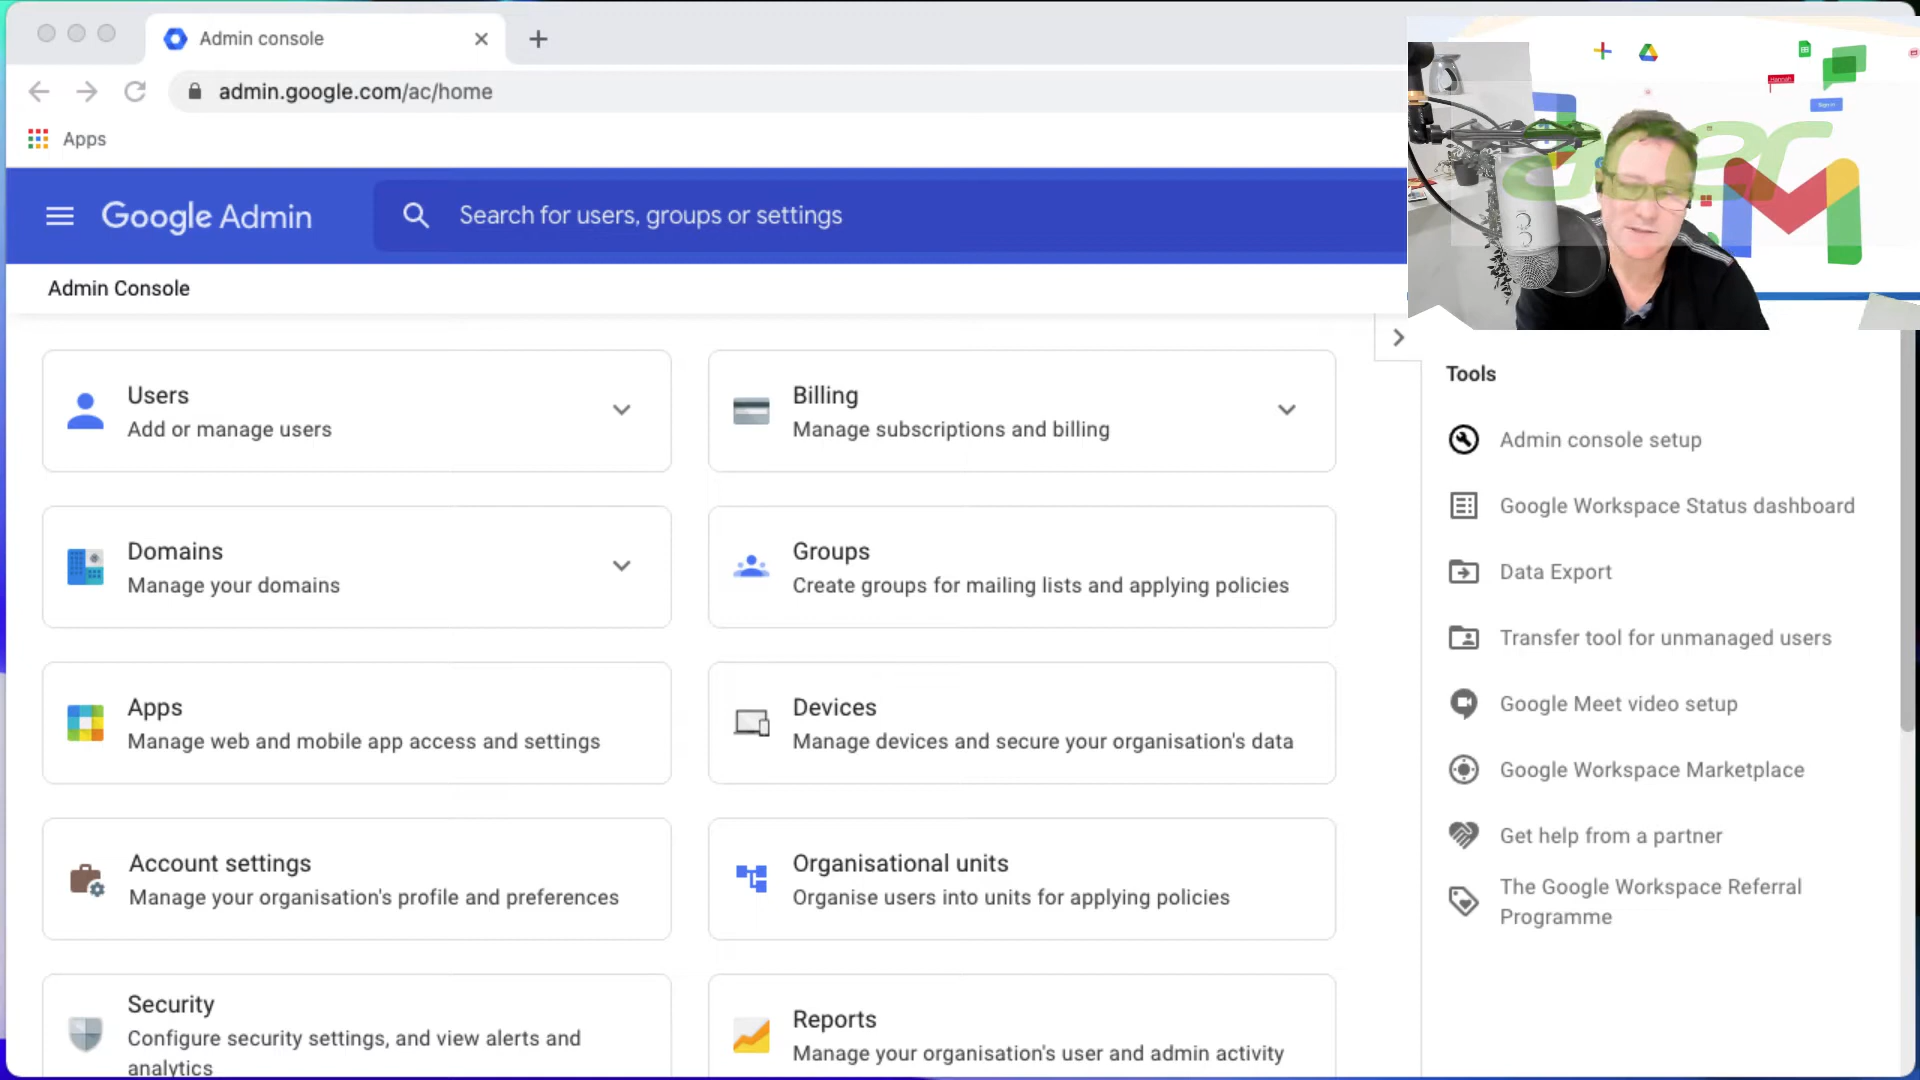 Admin console
admin.google.com/ac/home
Apps
Google Admin
Search for users, groups or settings
Admin Console
Hannah
Sign in
acer
Users
Add or manage users
Billing
Manage subscriptions and billing
Domains
Manage your domains
Groups
Create groups for mailing lists and applying policies
Apps
Manage web and mobile app access and settings
Devices
Manage devices and secure your organisation's data
Account settings
Manage your organisation's profile and preferences
Organisational units
Organise users into units for applying policies
Security
Configure security settings, and view alerts and
analytics
Reports
Manage your organisation's user and admin activity
Tools
Admin console setup
Google Workspace Status dashboard
Data Export
Transfer tool for unmanaged users
Google Meet video setup
Google Workspace Marketplace
Get help from a partner
The Google Workspace Referral
Programme